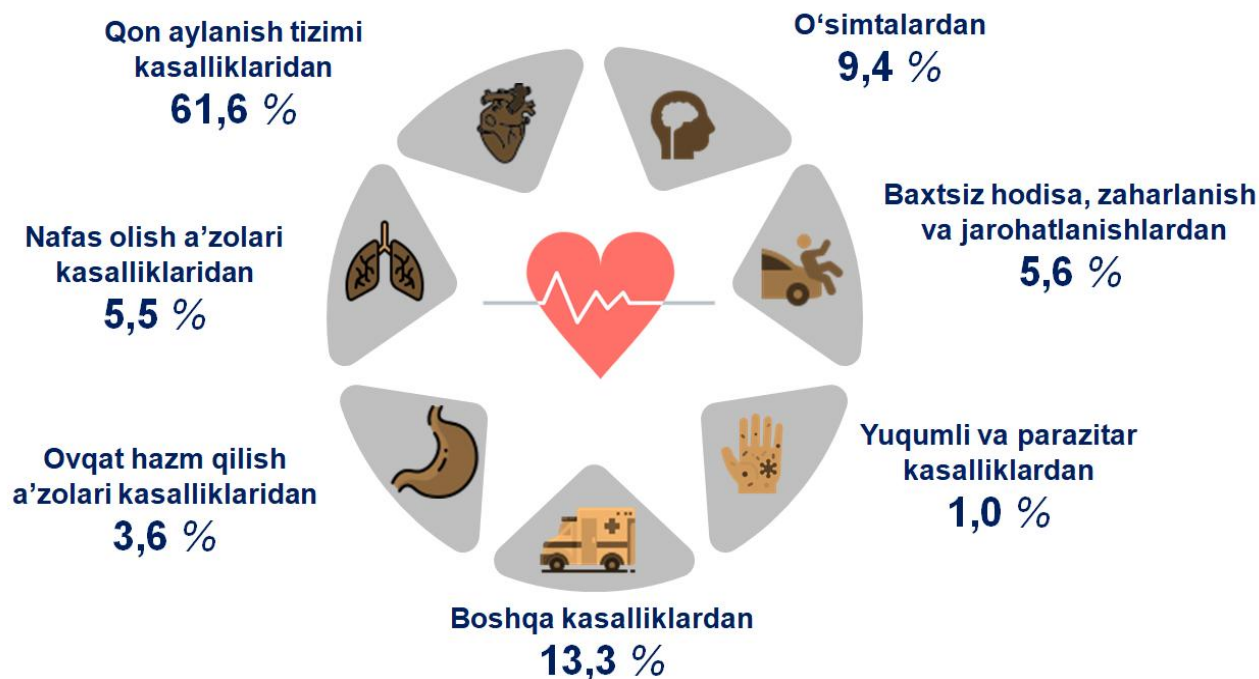 Qon aylanish tizimi
kasalliklaridan
61,6 %
O‘simtalardan
9,4 %
Nafas olish a’zolari
kasalliklaridan
5,5 %
Baxtsiz hodisa, zaharlanish
va jarohatlanishlardan
5,6 %
Ovqat hazm qilish
a’zolari kasalliklaridan
3,6 %
Yuqumli va parazitar
kasalliklardan
1,0 %
Boshqa kasalliklardan
13,3 %